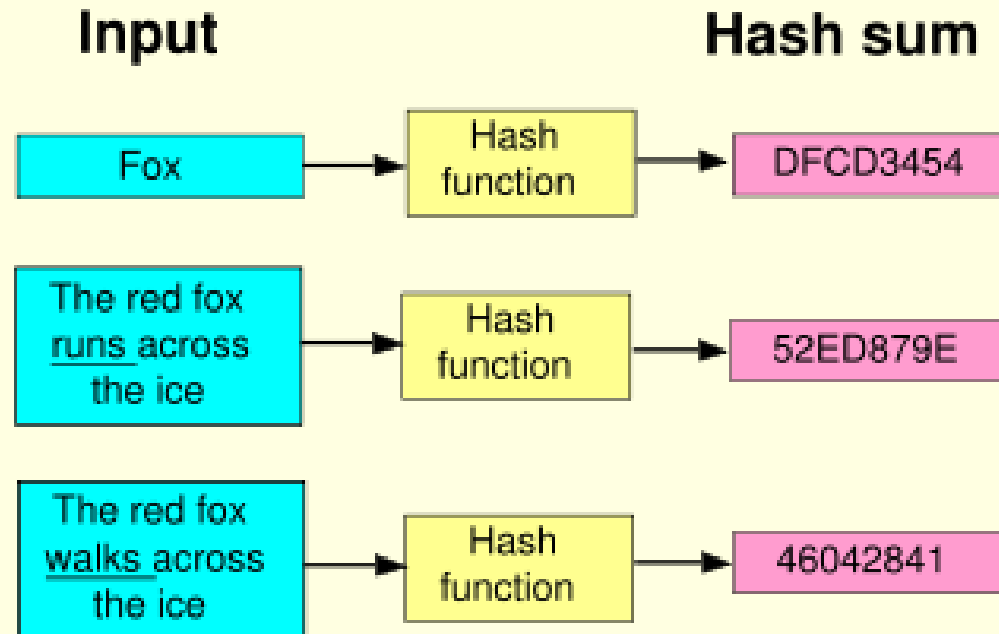 Input
Hash sum
Fox
Hash
function
DFCD3454
The red fox
runs across
the ice
Hash
function
52ED879E
The red fox
walks across
the ice
Hash
function
46042841